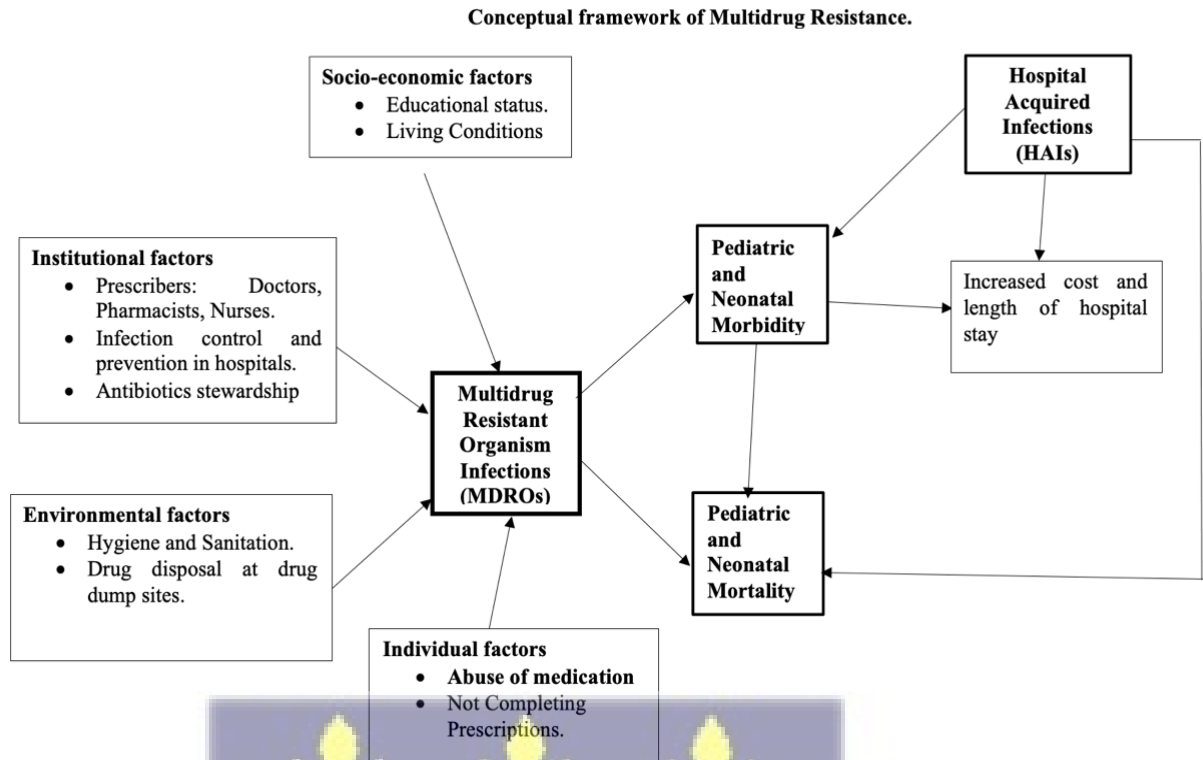 Conceptual framework of Multidrug Resistance.
Socio-economic factors
• Educational status.
• Living Conditions
Hospital
Acquired
Infections
(HAIs)
Institutional factors
• Prescribers: Doctors,
Pharmacists, Nurses.
• Infection control and
prevention in hospitals.
• Antibiotics stewardship
Pediatric
and
Neonatal
Morbidity
Increased cost and
length of hospital
stay
Multidrug
Resistant
Organism
Infections
(MDROs)
Environmental factors
• Hygiene and Sanitation.
• Drug disposal at drug
dump sites.
Pediatric
and
Neonatal
Mortality
Individual factors
• Abuse of medication
• Not Completing
Prescriptions.